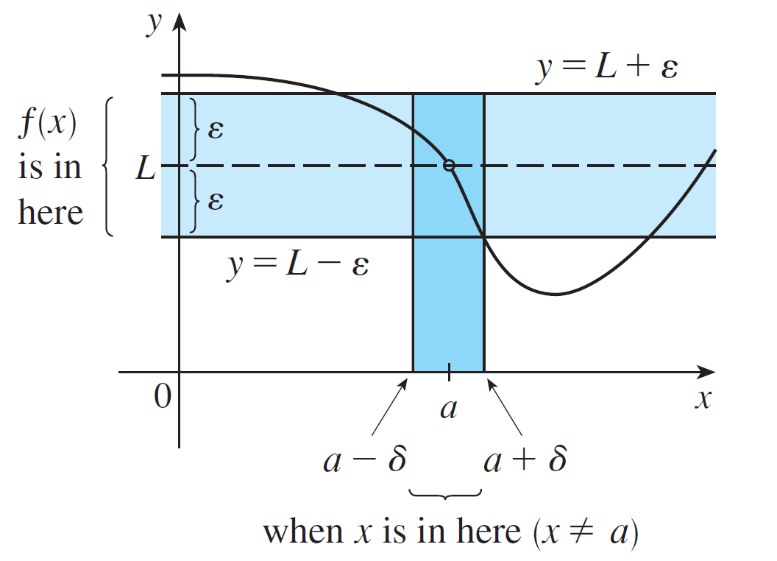 y
y = L + ε
f(x)
is in
here
ε
L
ε
y = L − ε
0
a
x
a − δ
a + δ
when x is in here (x ≠ a)